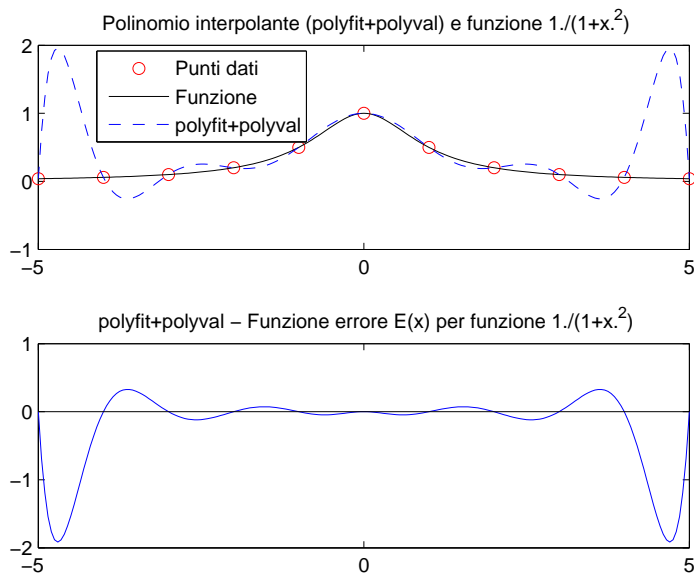 Polinomio interpolante (polyfit+polyval) e funzione 1./(1+x.²)
2
1
0
−1
Punti dati
Funzione
polyfit+polyval
−5
0
5
polyfit+polyval − Funzione errore E(x) per funzione 1./(1+x.²)
1
0
−1
−2
−5
0
5